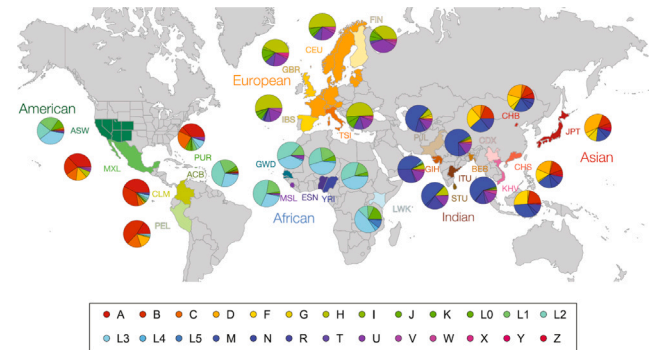 FIN
CEU
GBR
European
American
IBS
ASW
TSI
CHB
JPT
PJL
CDX
PUR
MXL
GWD
Asian
ACB
GIH
BEB
CHS
ITU
CLM
MSL
ESN
YRI
STU
KHV
African
LWK
Indian
PEL
A B C D F G H I J K L0 L1 L2
L3 L4 L5 M N R T U V W X Y Z